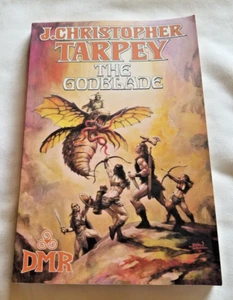 J. CHRISTOPHER
TARPEY
THE
GODBLADE
DMR